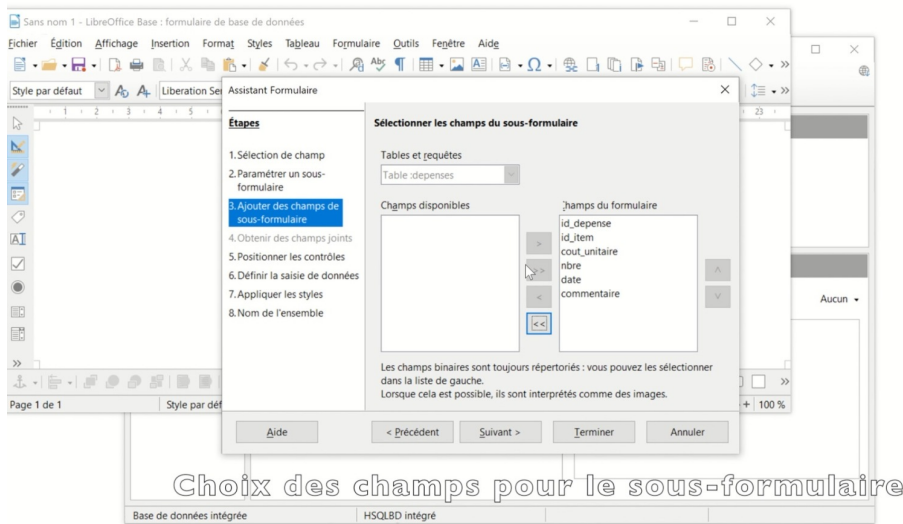 Sans nom 1 - LibreOffice Base : formulaire de base de données
Fichier Édition Affichage Insertion Format Styles Tableau Formulaire Outils Fenêtre Aide
Style par défaut Liberation Ser
Assistant Formulaire
1 2 3 4 5 23
Étapes
Sélectionner les champs du sous-formulaire
1.Sélection de champ
2.Paramétrer un sous-
formulaire
3.Ajouter des champs de
sous-formulaire
4.Obtenir des champs joints
5.Positionner les contrôles
6.Définir la saisie de données
7.Appliquer les styles
8.Nom de l'ensemble
Tables et requêtes
Table :depenses
Champs disponibles
>
>>
<
<<
hamps du formulaire
id_depense
id_item
cout_unitaire
nbre
date
commentaire
Aucun
Les champs binaires sont toujours répertoriés : vous pouvez les sélectionner
dans la liste de gauche.
Lorsque cela est possible, ils sont interprétés comme des images.
Page 1 de 1 Style par déf + 100 %
Aide < Précédent Suivant > Terminer Annuler
Choix des champs pour le sous-formulaire
Base de données intégrée HSQLBD intégré